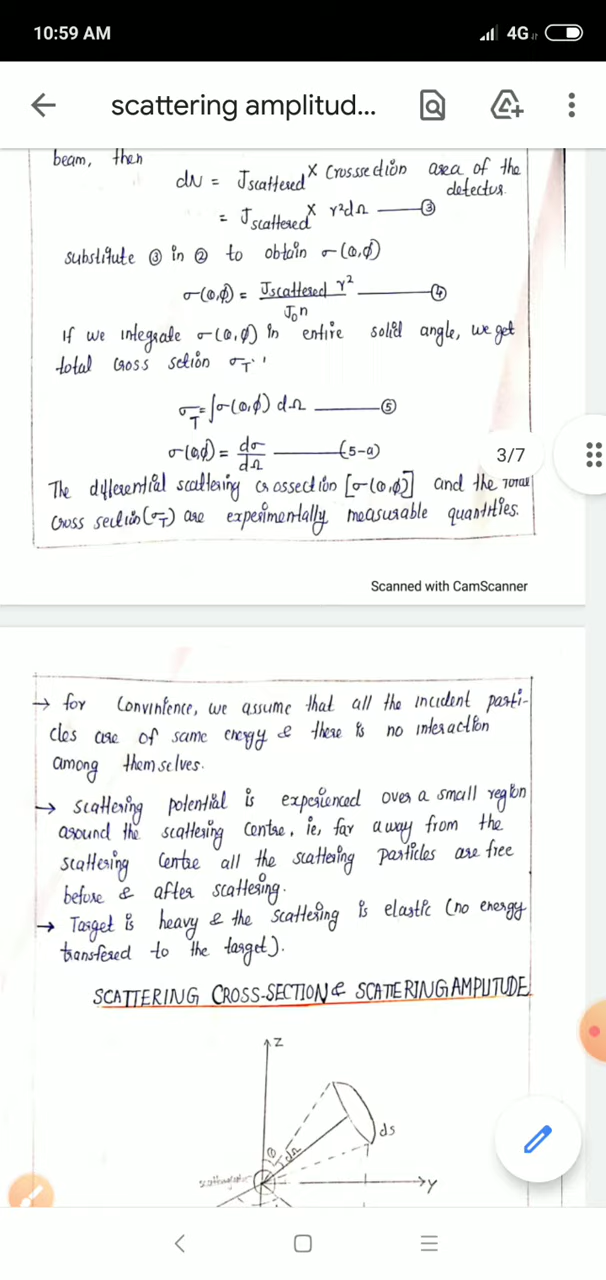 10:59 AM
4G
scattering amplitud...
beam, then
dN = Jscattered × Crossection area of the
detector.
= Jscattered × r²dΩ ③
substitute ③ in ② to obtain σ(θ,ϕ)
σ(θ,ϕ) = Jscattered r² / J₀n ④
If we integrate σ(θ,ϕ) in entire solid angle, we get
total cross section σT.
σT = ∫σ(θ,ϕ) dΩ ⑤
σ(θ,ϕ) = dσ/dΩ (5-a)
3/7
The differential scattering crossection [σ(θ,ϕ)] and the Total
cross section (σT) are experimentally measurable quantities.
Scanned with CamScanner
→ for Convinfence, we assume that all the incident parti-
cles are of same energy & there is no interaction
among themselves.
→ Scattering potential is experienced over a small region
around the scattering centre, ie, far away from the
scattering centre all the scattering particles are free
before & after scattering.
→ Target is heavy & the scattering is elastic (no energy
transfered to the target).
SCATTERING CROSS-SECTION & SCATTERING AMPLITUDE
Z
ds
θ
dΩ
Y